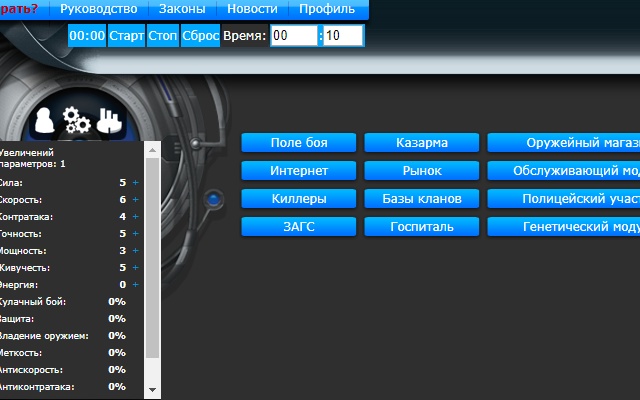 рать? Руководство Законы Новости Профиль
00:00 Старт Стоп Сброс Время: 00 : 10
Увеличений
параметров: 1
Сила: 5 +
Скорость: 6 +
Контратака: 4 +
Точность: 5 +
Мощность: 3 +
Живучесть: 5 +
Энергия: 0 +
Кулачный бой: 0%
Защита: 0%
Владение оружием: 0%
Меткость: 0%
Антискорость: 0%
Антиконтратака: 0%
Поле боя Казарма Оружейный магази
Интернет Рынок Обслуживающий мод
Киллеры Базы кланов Полицейский участ
ЗАГС Госпиталь Генетический моду